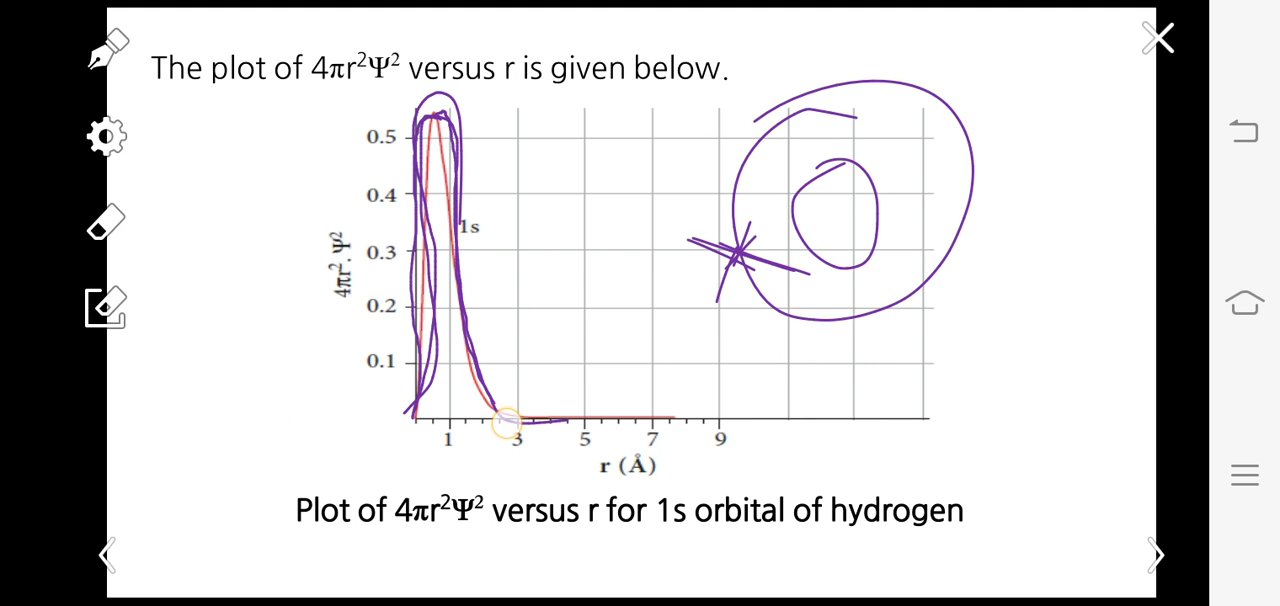 The plot of 4πr²Ψ² versus r is given below.
0.5
0.4
1s
0.3
4πr². Ψ²
0.2
0.1
1 3 5 7 9
r (Å)
Plot of 4πr²Ψ² versus r for 1s orbital of hydrogen